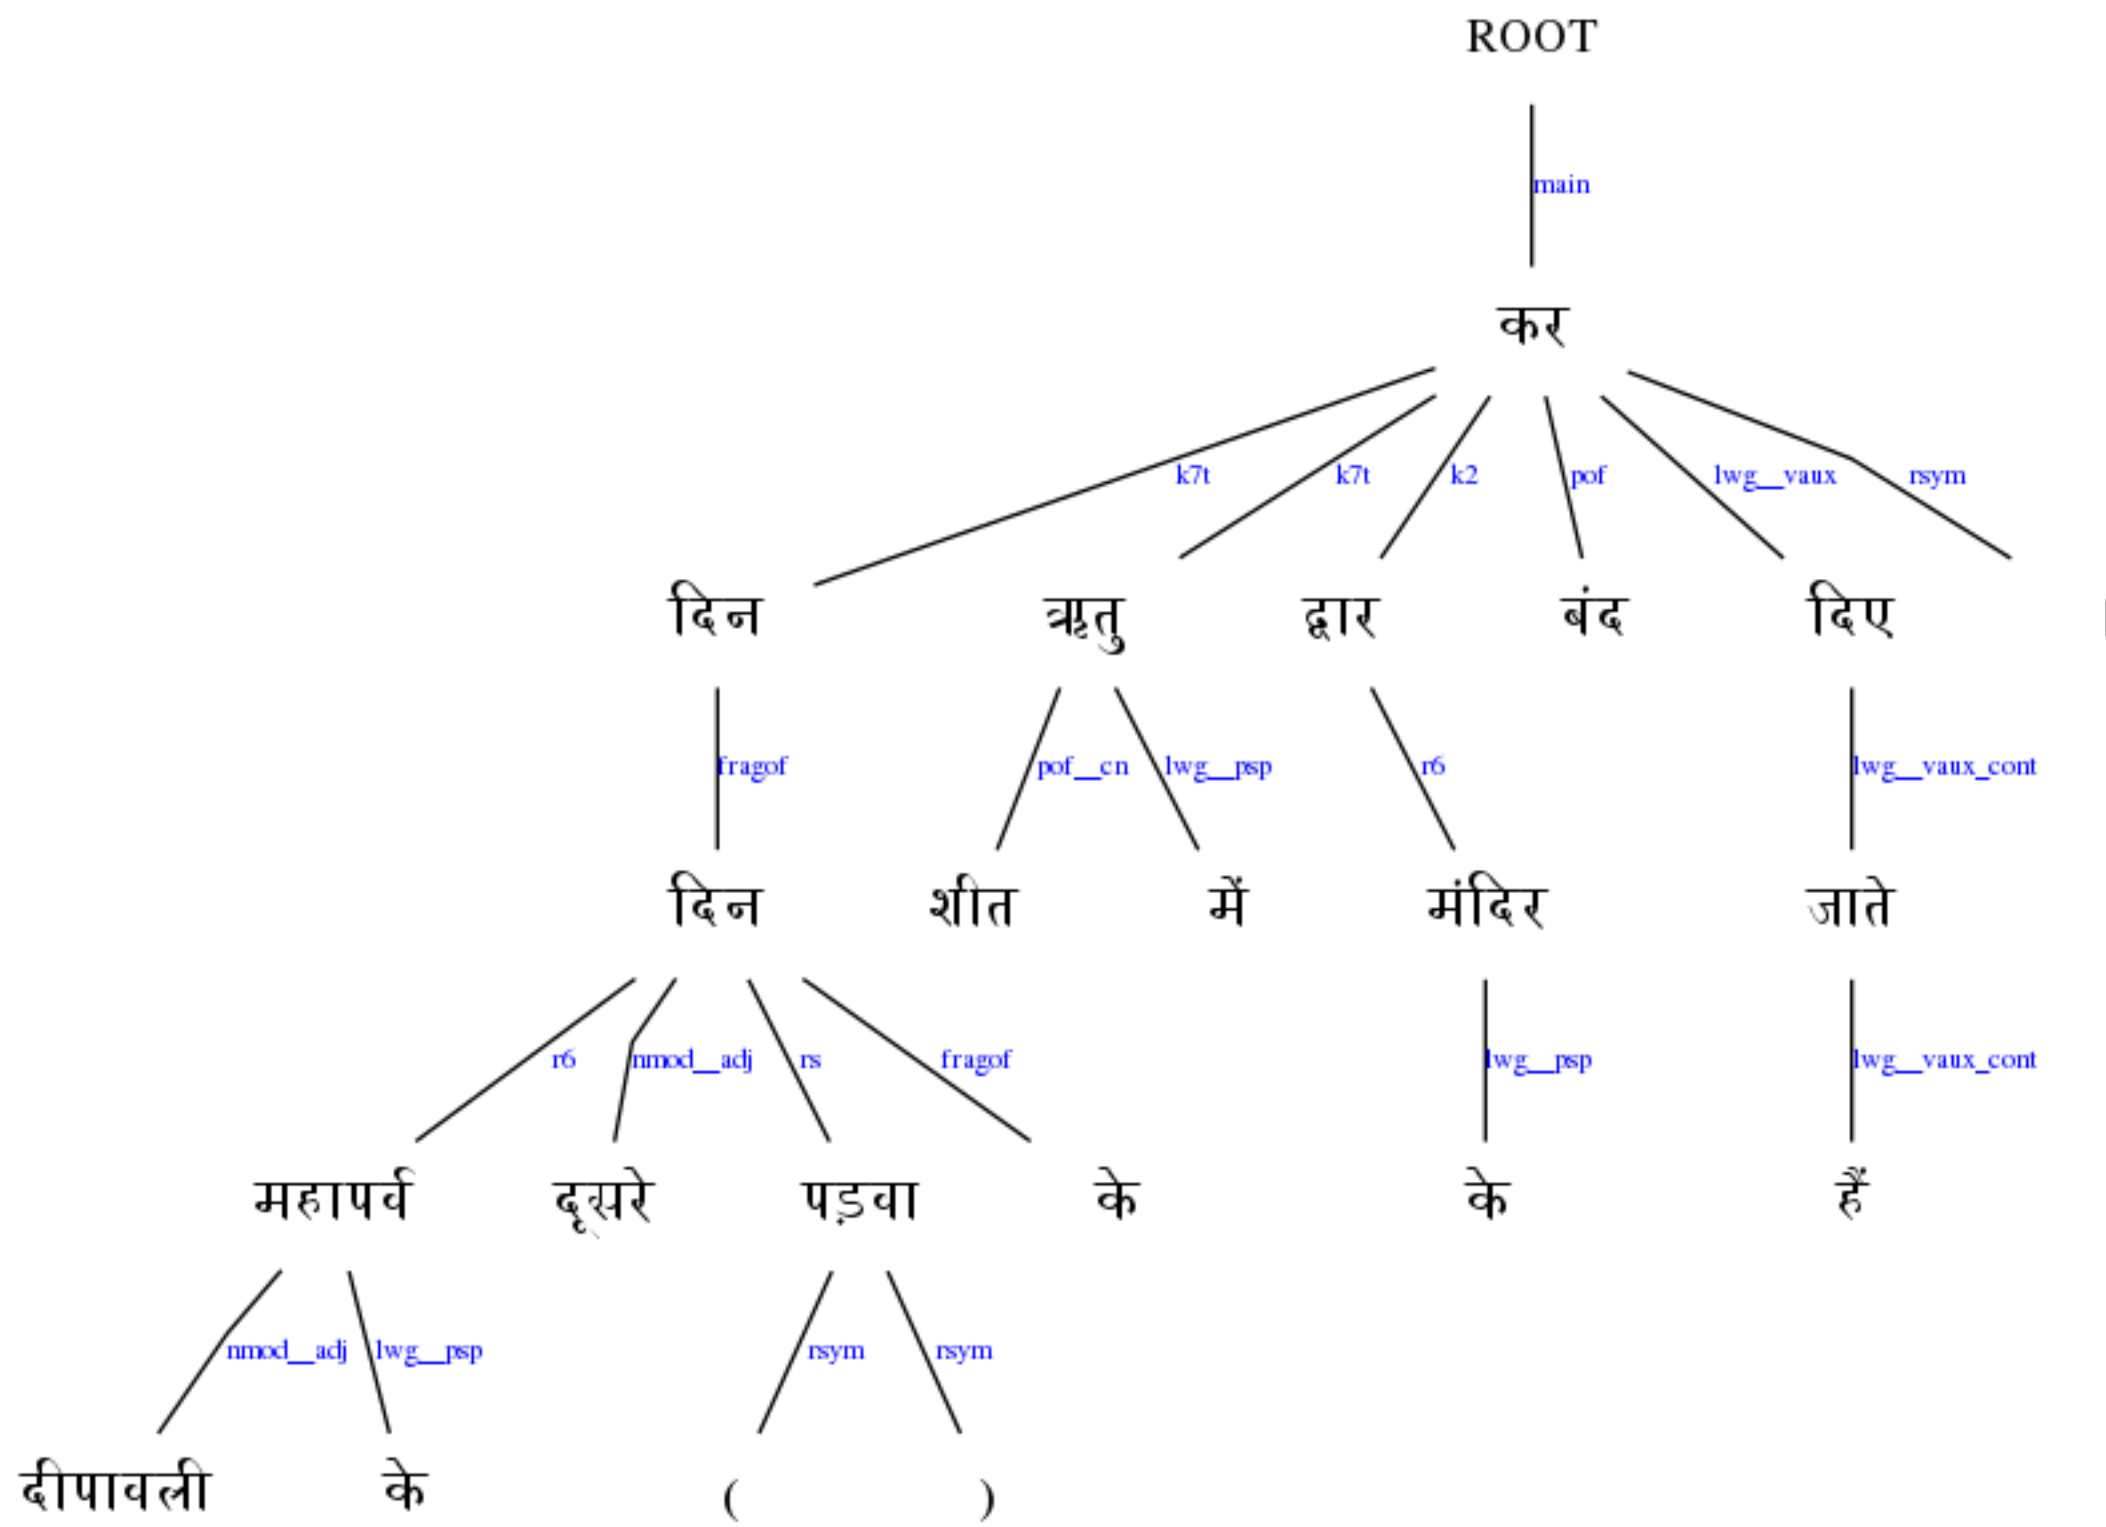 ROOT
main
कर
k7t k7t k2 pof lwg__vaux rsym
दिन ऋतु द्वार बंद दिए
fragof pof__cn lwg__psp r6 lwg__vaux_cont
दिन शीत में मंदिर जाते
r6 nmod__adj rs fragof lwg__psp lwg__vaux_cont
महापर्व दूसरे पड़वा के के हैं
nmod__adj lwg__psp rsym rsym
दीपावली के ( )